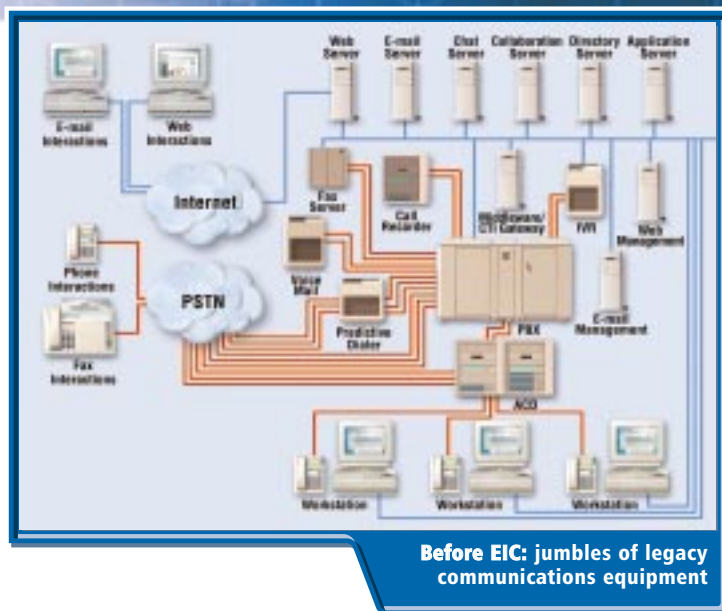 Web Server
E-mail Server
Chat Server
Collaboration Server
Directory Server
Application Server
E-mail Interactions
Web Interactions
Internet
Fax Server
Call Recorder
Middleware/ CTI Gateway
IVR
Web Management
Phone Interactions
Voice Mail
PSTN
Predictive Dialer
PBX
E-mail Management
Fax Interactions
ACD
Workstation
Workstation
Workstation
Before EIC: jumbles of legacy
communications equipment